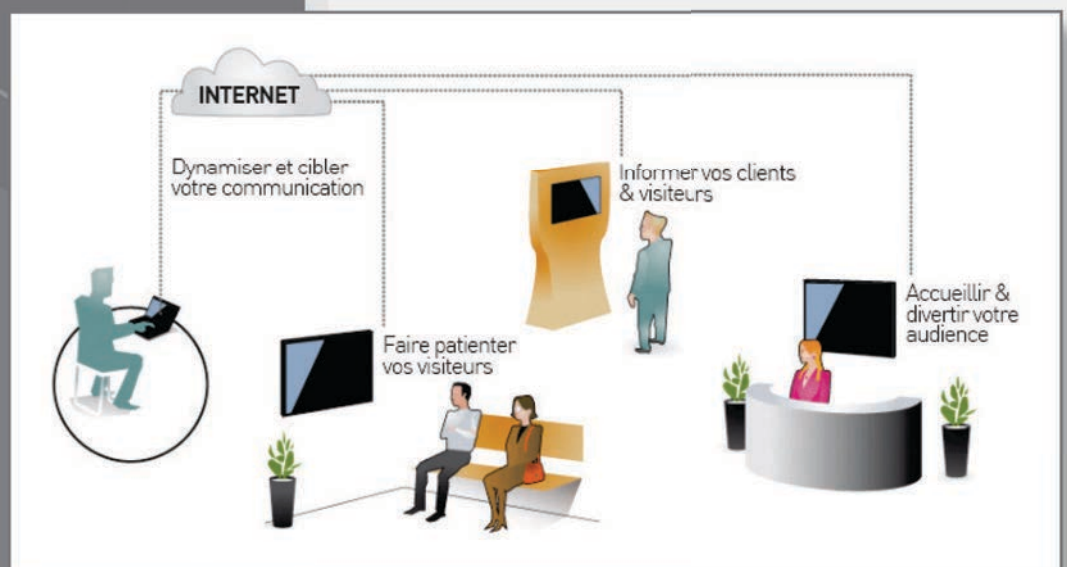 INTERNET
Dynamiser et cibler
votre communication
Informer vos clients
& visiteurs
Accueillir &
divertir votre
audience
Faire patienter
vos visiteurs